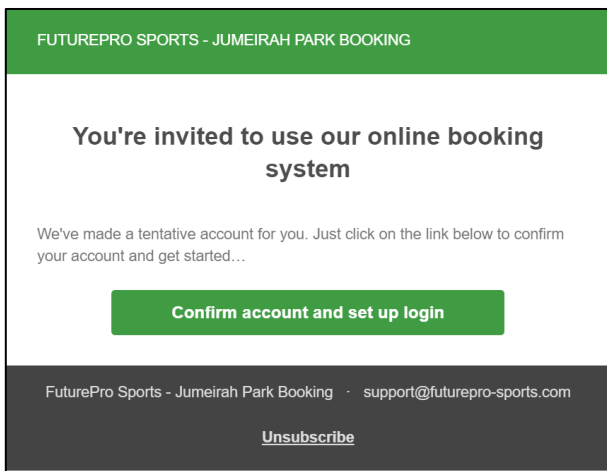 FUTUREPRO SPORTS - JUMEIRAH PARK BOOKING
You're invited to use our online booking
system
We've made a tentative account for you. Just click on the link below to confirm
your account and get started…
Confirm account and set up login
FuturePro Sports - Jumeirah Park Booking · support@futurepro-sports.com
Unsubscribe